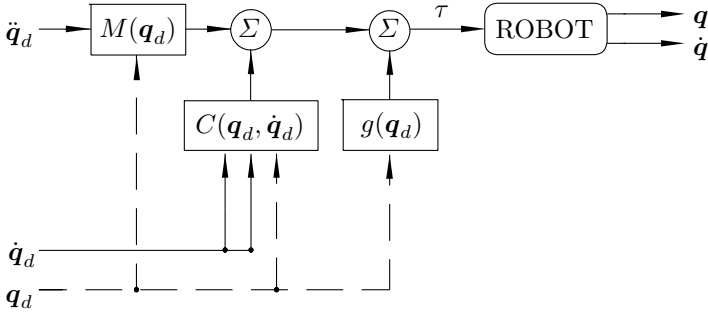 q̈_d M(q_d) Σ Σ τ ROBOT q
q̇
C(q_d, q̇_d) g(q_d)
q̇_d
q_d